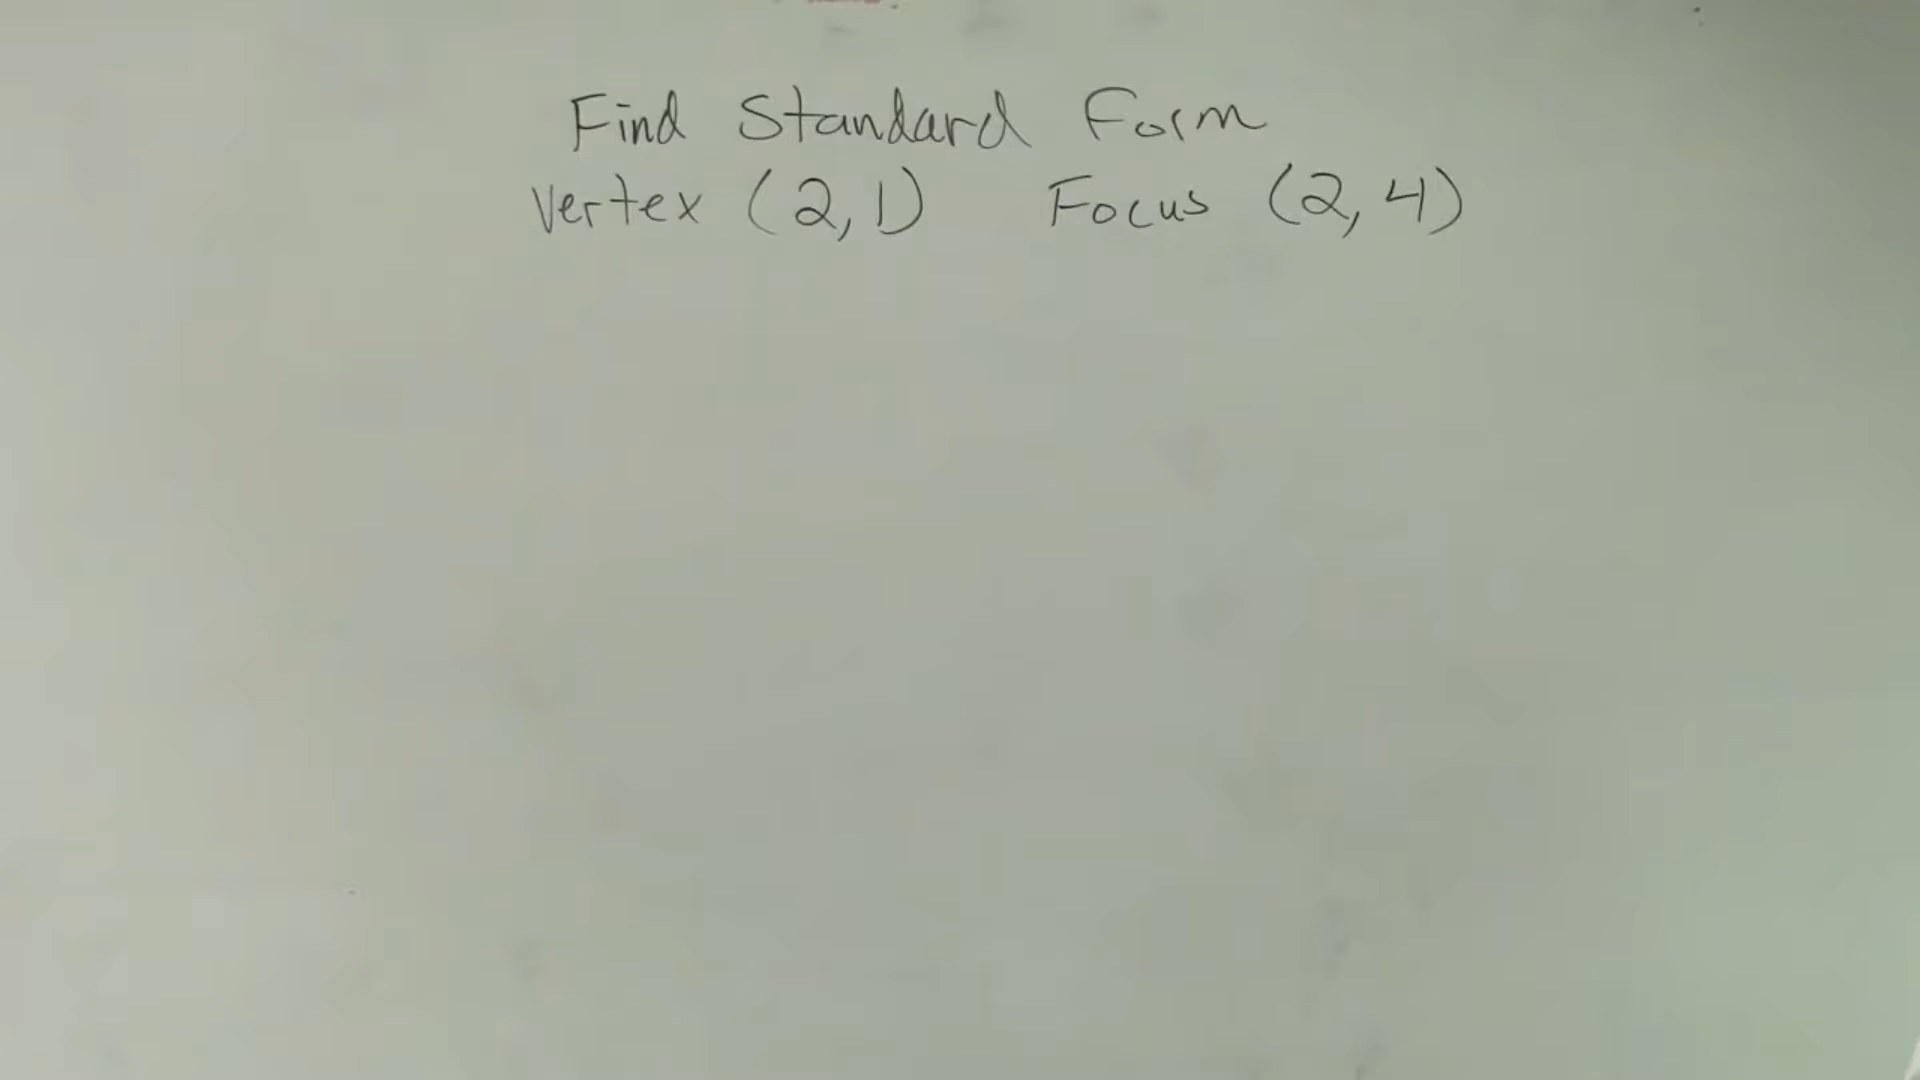 Find Standard Form
Vertex (2,1) Focus (2,4)